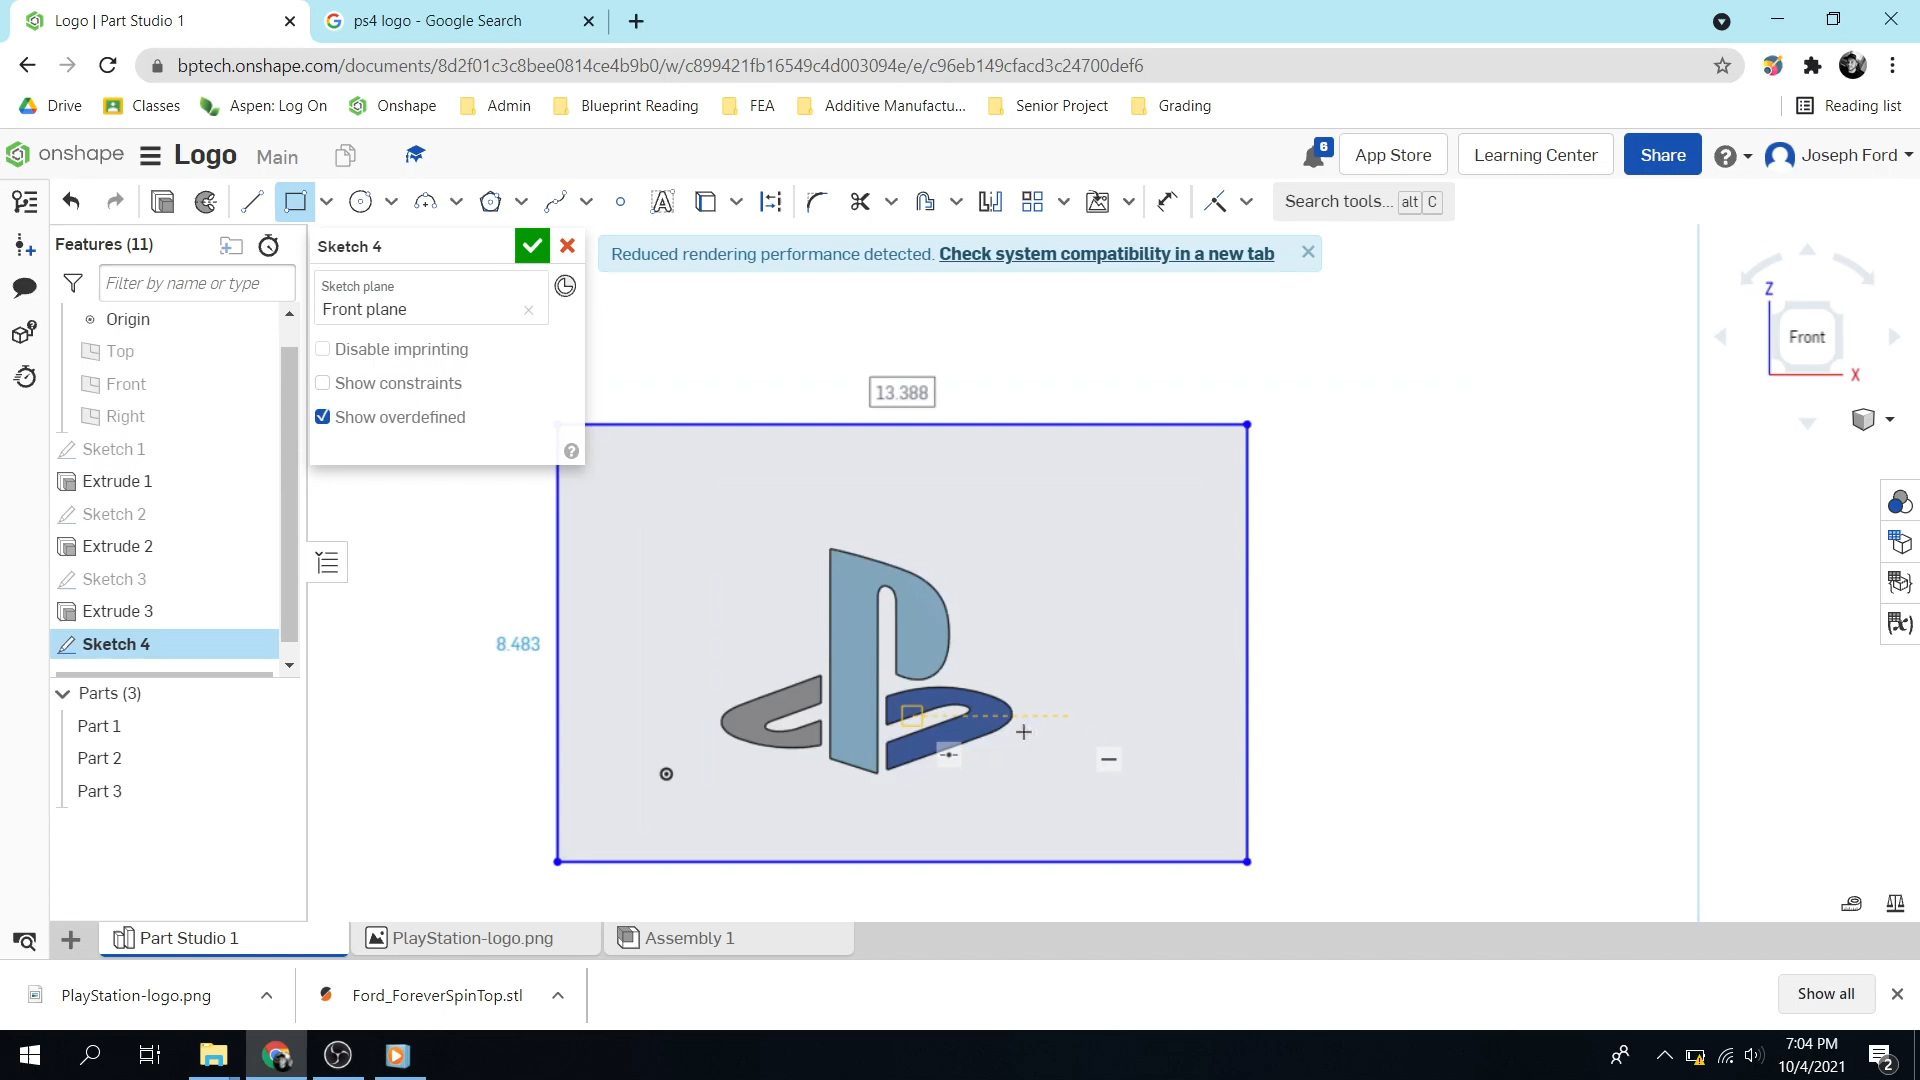 Logo | Part Studio 1
ps4 logo - Google Search
bptech.onshape.com/documents/8d2f01c3c8bee0814ce4b9b0/w/c899421fb16549c4d003094e/e/c96eb149cfacd3c24700def6
Drive
Classes
Aspen: Log On
Onshape
Admin
Blueprint Reading
FEA
Additive Manufactu...
Senior Project
Grading
Reading list
onshape
Logo
Main
6
App Store
Learning Center
Share
Joseph Ford
Search tools... alt C
Features (11)
Filter by name or type
Origin
Top
Front
Right
Sketch 1
Extrude 1
Sketch 2
Extrude 2
Sketch 3
Extrude 3
Sketch 4
Parts (3)
Part 1
Part 2
Part 3
Sketch 4
Sketch plane
Front plane
Disable imprinting
Show constraints
Show overdefined
Reduced rendering performance detected. Check system compatibility in a new tab
13.388
8.483
Z
Front
X
Part Studio 1
PlayStation-logo.png
Assembly 1
PlayStation-logo.png
Ford_ForeverSpinTop.stl
Show all
7:04 PM
10/4/2021
2